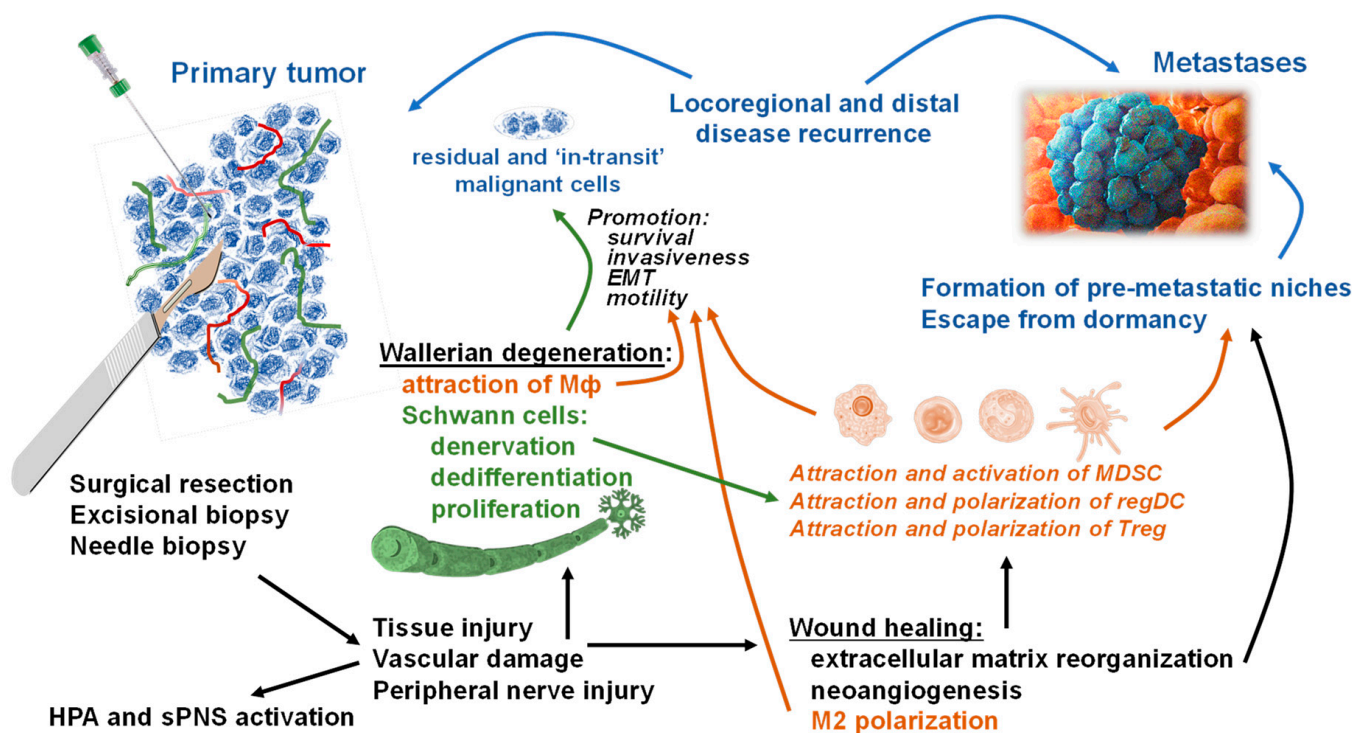 Primary tumor
Metastases
Locoregional and distal
disease recurrence
residual and ‘in-transit’
malignant cells
Promotion:
survival
invasiveness
EMT
motility
Formation of pre-metastatic niches
Escape from dormancy
Wallerian degeneration:
attraction of Mф
Schwann cells:
denervation
dedifferentiation
proliferation
Attraction and activation of MDSC
Attraction and polarization of regDC
Attraction and polarization of Treg
Surgical resection
Excisional biopsy
Needle biopsy
Tissue injury
Vascular damage
Peripheral nerve injury
Wound healing:
extracellular matrix reorganization
neoangiogenesis
M2 polarization
HPA and sPNS activation